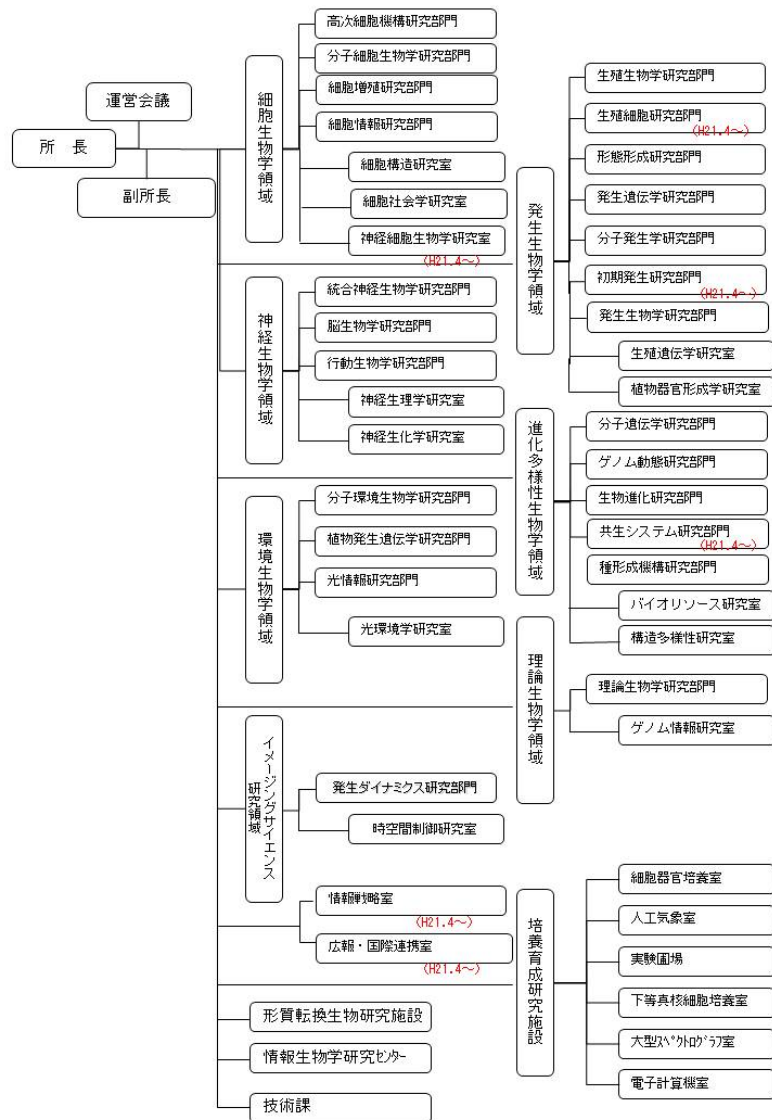 運営会議
所　長
副所長
細胞生物学領域
高次細胞機構研究部門
分子細胞生物学研究部門
細胞増殖研究部門
細胞情報研究部門
細胞構造研究室
細胞社会学研究室
神経細胞生物学研究室
(H21.4～)
神経生物学領域
統合神経生物学研究部門
脳生物学研究部門
行動生物学研究部門
神経生理学研究室
神経生化学研究室
環境生物学領域
分子環境生物学研究部門
植物発生遺伝学研究部門
光情報研究部門
光環境学研究室
イメージングサイエンス
研究領域
発生ダイナミクス研究部門
時空間制御研究室
情報戦略室
(H21.4～)
広報・国際連携室
(H21.4～)
形質転換生物研究施設
情報生物学研究ｾﾝﾀｰ
技術課
発生生物学領域
生殖生物学研究部門
生殖細胞研究部門
(H21.4～)
形態形成研究部門
発生遺伝学研究部門
分子発生学研究部門
初期発生研究部門
(H21.4～)
発生生物学研究部門
生殖遺伝学研究室
植物器官形成学研究室
進化多様性生物学領域
分子遺伝学研究部門
ゲノム動態研究部門
生物進化研究部門
共生システム研究部門
(H21.4～)
種形成機構研究部門
バイオリソース研究室
構造多様性研究室
理論生物学領域
理論生物学研究部門
ゲノム情報研究室
培養育成研究施設
細胞器官培養室
人工気象室
実験圃場
下等真核細胞培養室
大型ｽﾍﾟｸﾄﾛｸﾞﾗﾌ室
電子計算機室